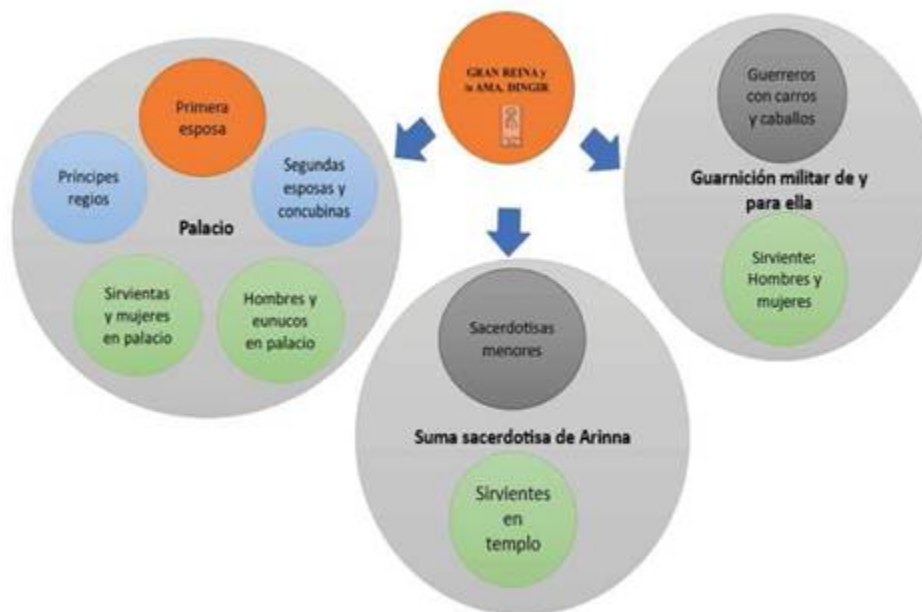 GRAN REINA y
la AMA. DINGIR
Primera
esposa
Príncipes
regios
Segundas
esposas y
concubinas
Palacio
Sirvientas
y mujeres
en palacio
Hombres y
eunucos
en palacio
Sacerdotisas
menores
Suma sacerdotisa de Arinna
Sirvientes
en
templo
Guerreros
con carros
y caballos
Guarnición militar de y
para ella
Sirviente:
Hombres y
mujeres